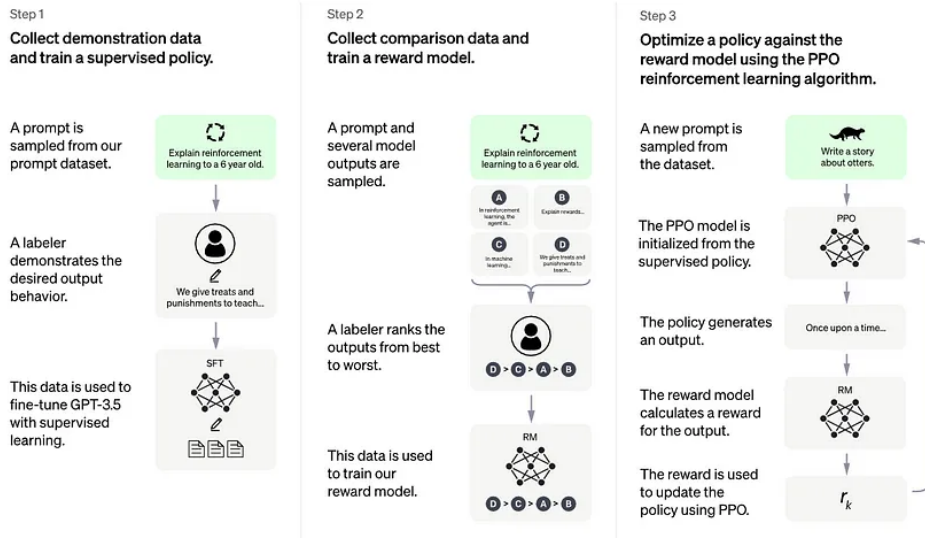 Step 1
Collect demonstration data
and train a supervised policy.
A prompt is
sampled from our
prompt dataset.
Explain reinforcement
learning to a 6 year old.
A labeler
demonstrates the
desired output
behavior.
We give treats and
punishments to teach...
This data is used to
fine-tune GPT-3.5
with supervised
learning.
SFT
Step 2
Collect comparison data and
train a reward model.
A prompt and
several model
outputs are
sampled.
Explain reinforcement
learning to a 6 year old.
A
In reinforcement
learning, the
agent is...
B
Explain rewards...
C
In machine
learning...
D
We give treats and
punishments to
teach...
A labeler ranks the
outputs from best
to worst.
D > C > A > B
This data is used
to train our
reward model.
RM
D > C > A > B
Step 3
Optimize a policy against the
reward model using the PPO
reinforcement learning algorithm.
A new prompt is
sampled from
the dataset.
Write a story
about otters.
The PPO model is
initialized from the
supervised policy.
PPO
The policy generates
an output.
Once upon a time...
The reward model
calculates a reward
for the output.
RM
The reward is used
to update the
policy using PPO.
rₖ